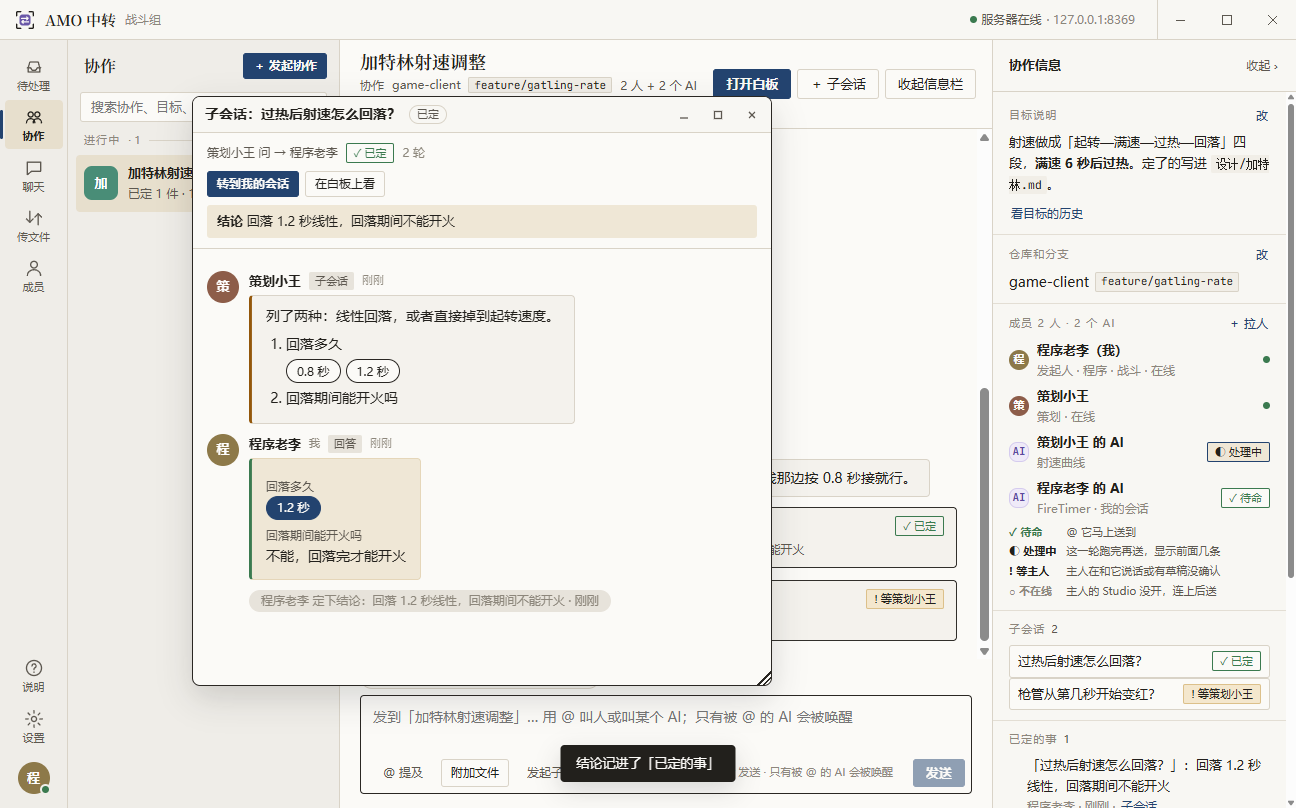 AMO 中转 战斗组
服务器在线 · 127.0.0.1:8369
待处理
协作
聊天
传文件
成员
说明
设置
程
协作
+ 发起协作
搜索协作、目标、
进行中 · 1
加
加特林射速
已定 1 件 · 1
加特林射速调整
协作 game-client feature/gatling-rate 2 人 + 2 个 AI
打开白板
+ 子会话
收起信息栏
子会话：过热后射速怎么回落？ 已定
策划小王 问 → 程序老李 ✓ 已定 2 轮
转到我的会话
在白板上看
结论 回落 1.2 秒线性，回落期间不能开火
策
策划小王 子会话 刚刚
列了两种：线性回落，或者直接掉到起转速度。
1. 回落多久
0.8 秒 1.2 秒
2. 回落期间能开火吗
程
程序老李 我 回答 刚刚
回落多久
1.2 秒
回落期间能开火吗
不能，回落完才能开火
程序老李 定下结论：回落 1.2 秒线性，回落期间不能开火 · 刚刚
那边按 0.8 秒接就行。
✓ 已定
能开火
! 等策划小王
发到「加特林射速调整」… 用 @ 叫人或叫某个 AI；只有被 @ 的 AI 会被唤醒
@ 提及
附加文件
发起子
发送 · 只有被 @ 的 AI 会被唤醒
发送
结论记进了「已定的事」
协作信息
收起 ›
目标说明
改
射速做成「起转—满速—过热—回落」四
段，满速 6 秒后过热。定了的写进 设计/加特
林.md 。
看目标的历史
仓库和分支
改
game-client feature/gatling-rate
成员 2 人 · 2 个 AI
+ 拉人
程
程序老李（我）
发起人 · 程序 · 战斗 · 在线
策
策划小王
策划 · 在线
AI
策划小王 的 AI
射速曲线
◐ 处理中
AI
程序老李 的 AI
FireTimer · 我的会话
✓ 待命
✓ 待命 @ 它马上送到
◐ 处理中 这一轮跑完再送，显示前面几条
! 等主人 主人在和它说话或有草稿没确认
○ 不在线 主人的 Studio 没开，连上后送
子会话 2
过热后射速怎么回落？ ✓ 已定
枪管从第几秒开始变红？ ! 等策划小王
已定的事 1
「过热后射速怎么回落？」：回落 1.2 秒
线性，回落期间不能开火
程序老李 · 刚刚 · 子会话